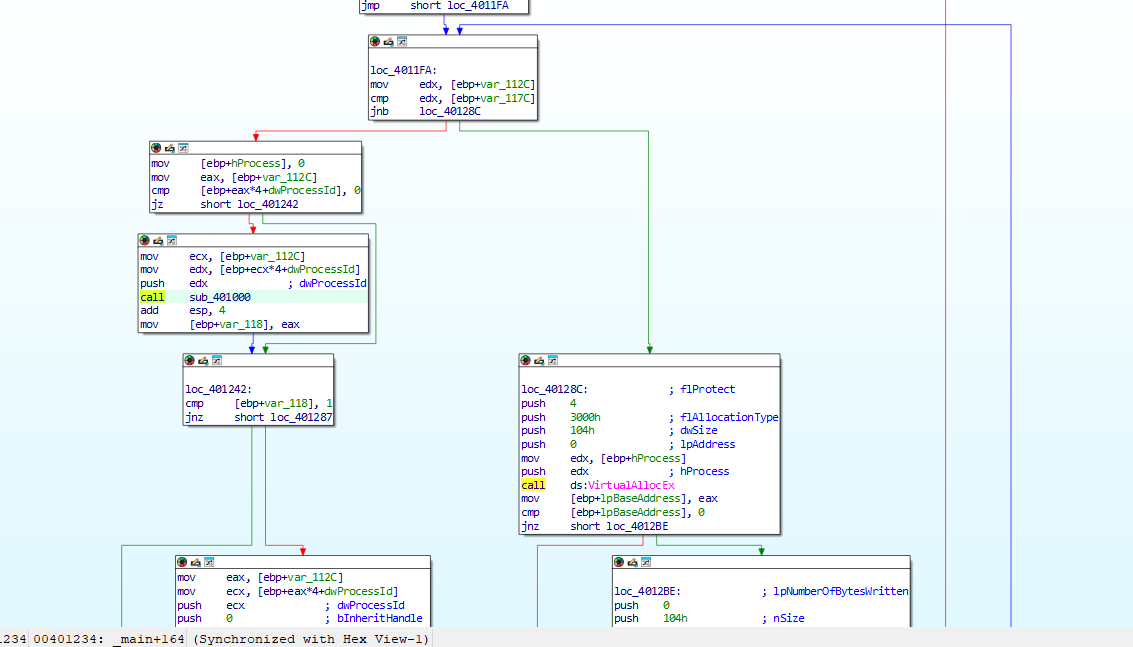 jmp short loc_4011FA
loc_4011FA:
mov edx, [ebp+var_112C]
cmp edx, [ebp+var_117C]
jnb loc_40128C
mov [ebp+hProcess], 0
mov eax, [ebp+var_112C]
cmp [ebp+eax*4+dwProcessId], 0
jz short loc_401242
mov ecx, [ebp+var_112C]
mov edx, [ebp+ecx*4+dwProcessId]
push edx ; dwProcessId
call sub_401000
add esp, 4
mov [ebp+var_118], eax
loc_401242:
cmp [ebp+var_118], 1
jnz short loc_401287
loc_40128C: ; flProtect
push 4
push 3000h ; flAllocationType
push 104h ; dwSize
push 0 ; lpAddress
mov edx, [ebp+hProcess]
push edx ; hProcess
call ds:VirtualAllocEx
mov [ebp+lpBaseAddress], eax
cmp [ebp+lpBaseAddress], 0
jnz short loc_4012BE
mov eax, [ebp+var_112C]
mov ecx, [ebp+eax*4+dwProcessId]
push ecx ; dwProcessId
push 0 ; bInheritHandle
loc_4012BE: ; lpNumberOfBytesWritten
push 0
push 104h ; nSize
1234 00401234: _main+164 (Synchronized with Hex View-1)